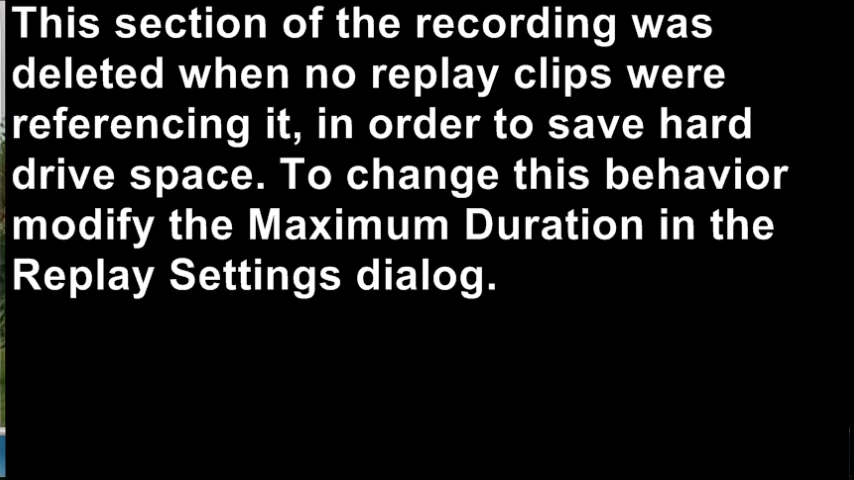 This section of the recording was
deleted when no replay clips were
referencing it, in order to save hard
drive space. To change this behavior
modify the Maximum Duration in the
Replay Settings dialog.